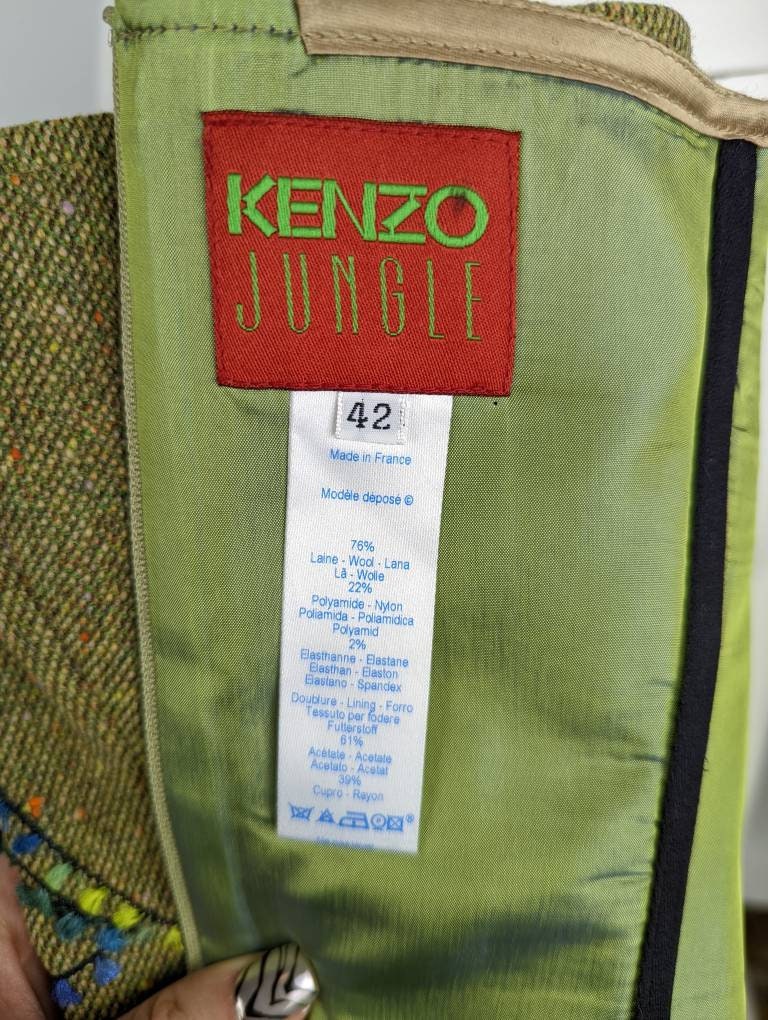 KENZO
JUNGLE
42
Made in France
Modèle déposé ©
76%
Laine - Wool - Lana
Lã - Wolle
22%
Polyamide - Nylon
Poliamida - Poliamidica
Polyamid
2%
Elasthanne - Elastane
Elasthan - Elaston
Elastano - Spandex
Doublure - Lining - Forro
Tessuto per fodere
Futterstoff
61%
Acétate - Acetate
Acetato - Acetat
39%
Cupro - Rayon